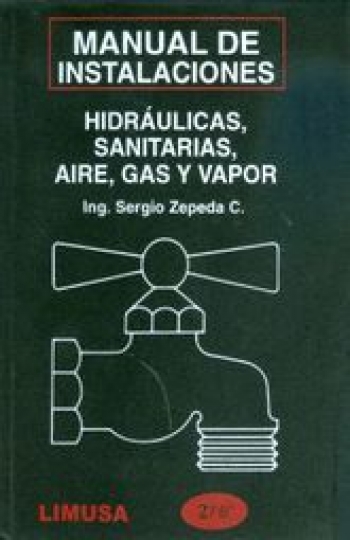 MANUAL DE
INSTALACIONES
HIDRÁULICAS,
SANITARIAS,
AIRE, GAS Y VAPOR
Ing. Sergio Zepeda C.
LIMUSA